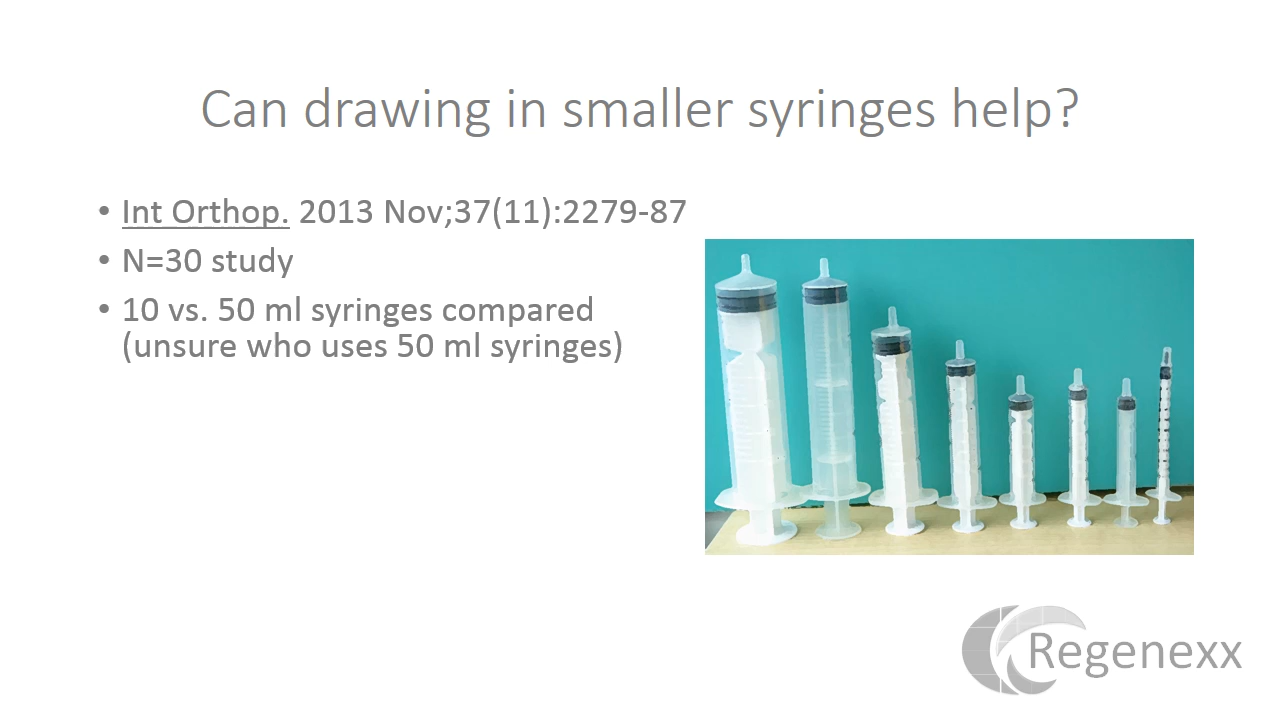 Can drawing in smaller syringes help?
• Int Orthop. 2013 Nov;37(11):2279-87
• N=30 study
• 10 vs. 50 ml syringes compared
(unsure who uses 50 ml syringes)
Regenexx